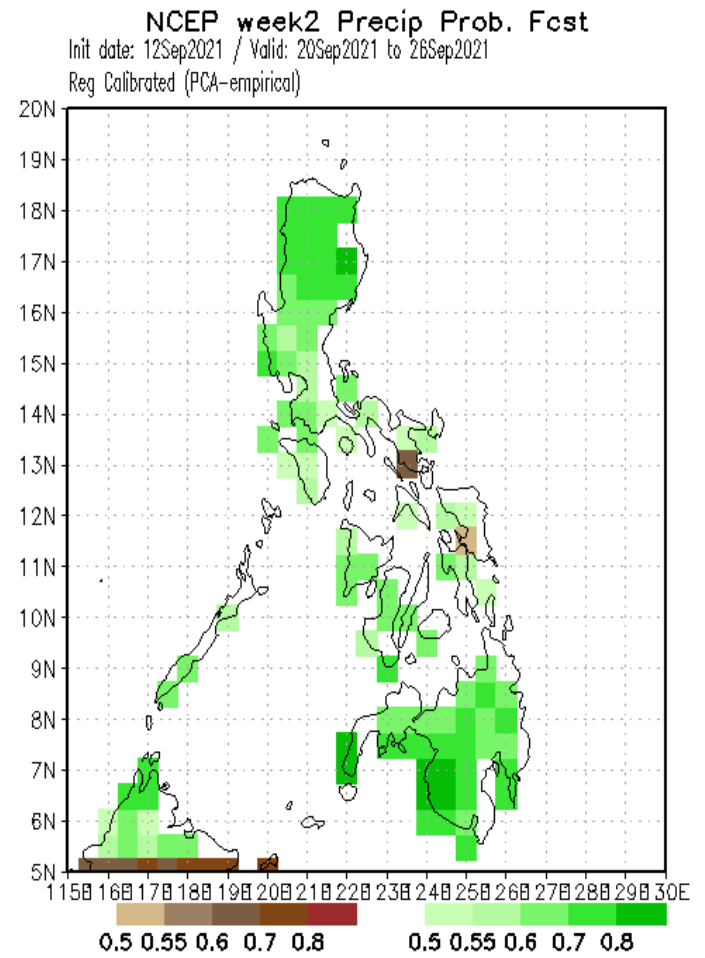 NCEP week2 Precip Prob. Fcst
Init date: 12Sep2021 / Valid: 20Sep2021 to 26Sep2021
Reg Calibrated (PCA-empirical)
20N
19N
18N
17N
16N
15N
14N
13N
12N
11N
10N
9N
8N
7N
6N
5N
115E 116E 117E 118E 119E 120E 121E 122E 123E 124E 125E 126E 127E 128E 129E 130E
0.5 0.55 0.6 0.7 0.8 0.5 0.55 0.6 0.7 0.8